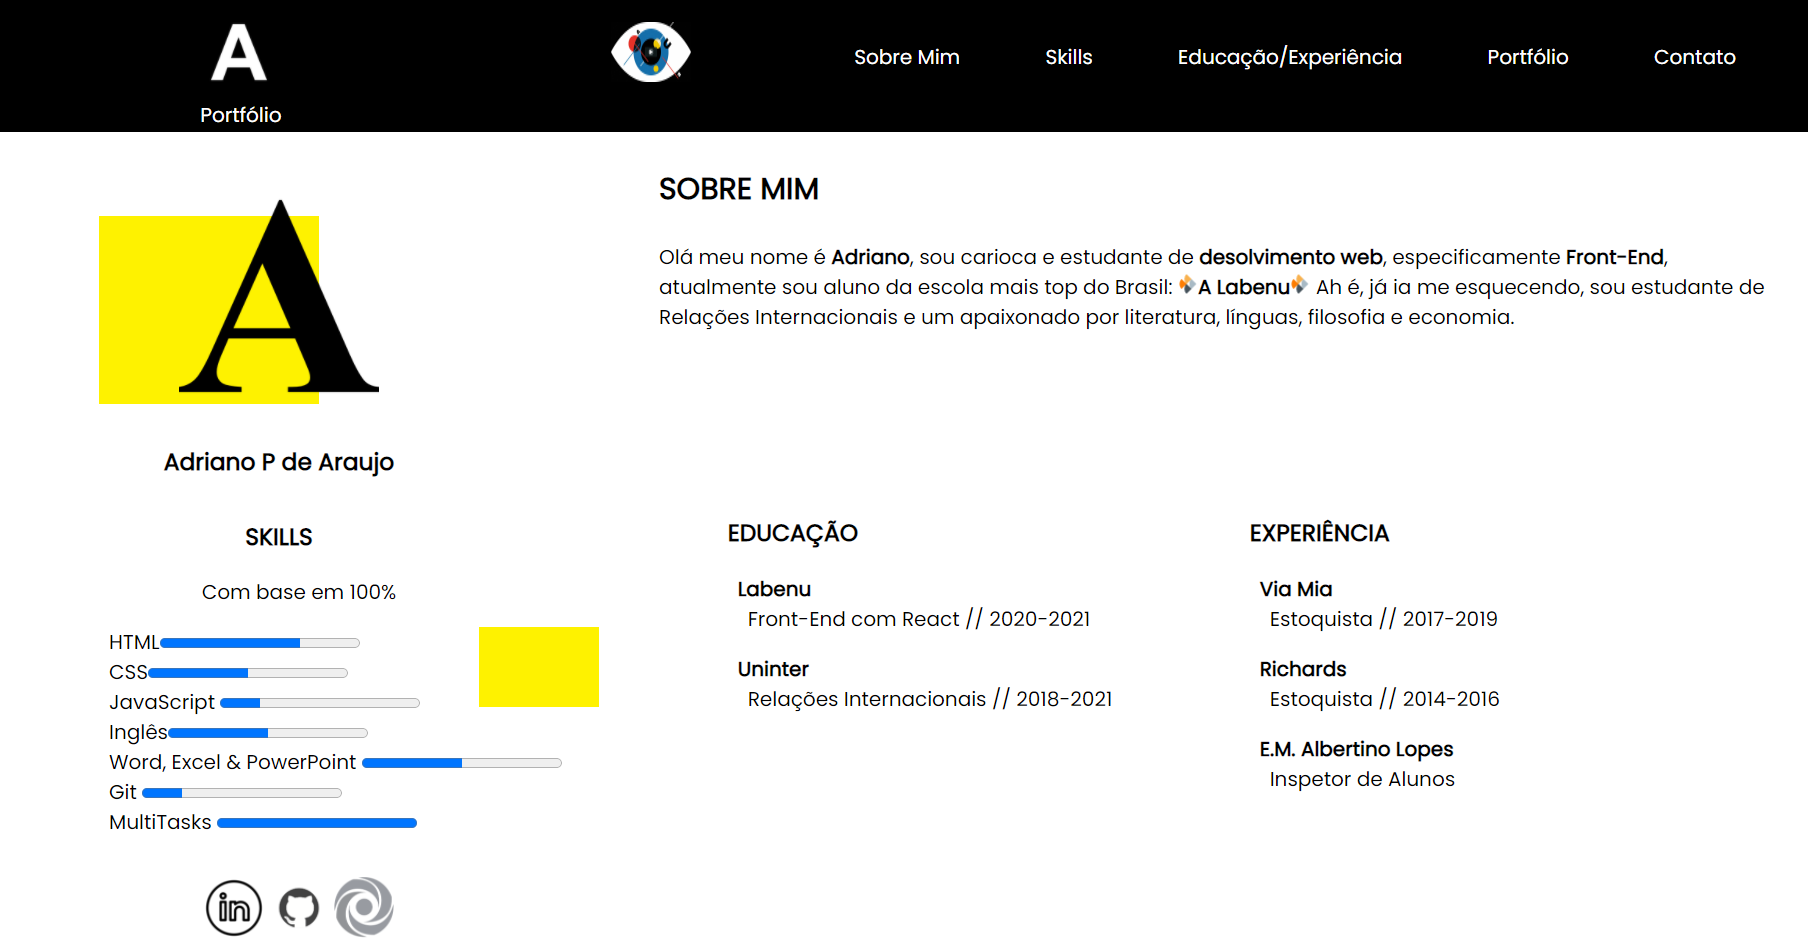 A
Portfólio
Sobre Mim
Skills
Educação/Experiência
Portfólio
Contato
A
Adriano P de Araujo
SOBRE MIM
Olá meu nome é Adriano, sou carioca e estudante de desolvimento web, especificamente Front-End,
atualmente sou aluno da escola mais top do Brasil: A Labenu Ah é, já ia me esquecendo, sou estudante de
Relações Internacionais e um apaixonado por literatura, línguas, filosofia e economia.
SKILLS
Com base em 100%
HTML
CSS
JavaScript
Inglês
Word, Excel & PowerPoint
Git
MultiTasks
in
EDUCAÇÃO
Labenu
Front-End com React // 2020-2021
Uninter
Relações Internacionais // 2018-2021
EXPERIÊNCIA
Via Mia
Estoquista // 2017-2019
Richards
Estoquista // 2014-2016
E.M. Albertino Lopes
Inspetor de Alunos